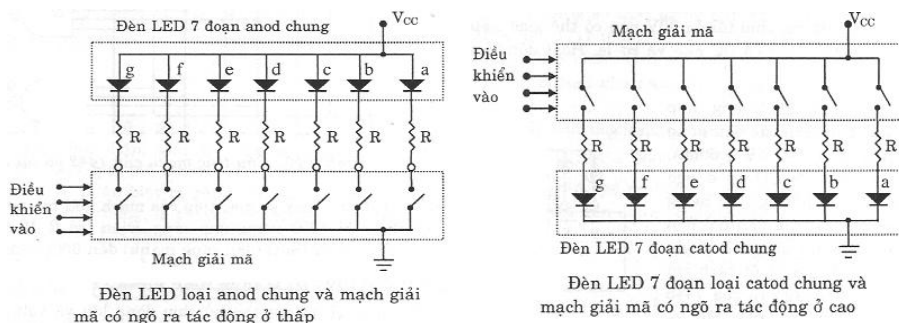 Đèn LED 7 đoạn anod chung
V_CC
g f e d c b a
R R R R R R R
Điều
khiển
vào
Mạch giải mã
Đèn LED loại anod chung và mạch giải
mã có ngõ ra tác động ở thấp
V_CC
Mạch giải mã
Điều
khiển
vào
R R R R R R R
g f e d c b a
Đèn LED 7 đoạn catod chung
Đèn LED 7 đoạn loại catod chung và
mạch giải mã có ngõ ra tác động ở cao